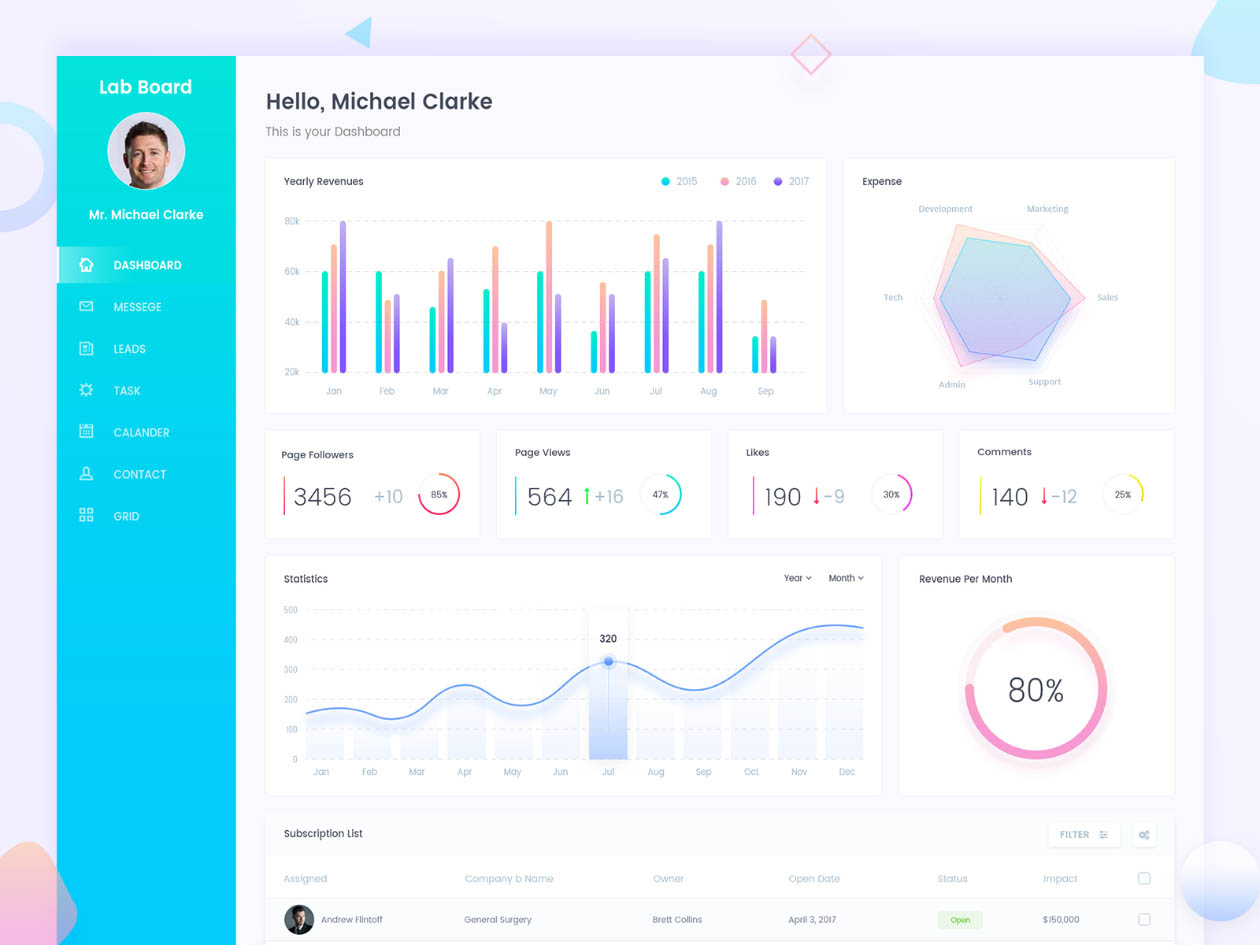 Lab Board
Mr. Michael Clarke
DASHBOARD
MESSEGE
LEADS
TASK
CALANDER
CONTACT
GRID
Hello, Michael Clarke
This is your Dashboard
Yearly Revenues
2015 2016 2017
80k
60k
40k
20k
Jan Feb Mar Apr May Jun Jul Aug Sep
Expense
Development Marketing
Tech Sales
Admin Support
Page Followers
3456 +10 85%
Page Views
564 +16 47%
Likes
190 -9 30%
Comments
140 -12 25%
Statistics
Year Month
500
400
300
200
100
0
320
Jan Feb Mar Apr May Jun Jul Aug Sep Oct Nov Dec
Revenue Per Month
80%
Subscription List
FILTER
Assigned Company b Name Owner Open Date Status Impact
Andrew Flintoff General Surgery Brett Collins April 3, 2017 Open $150,000